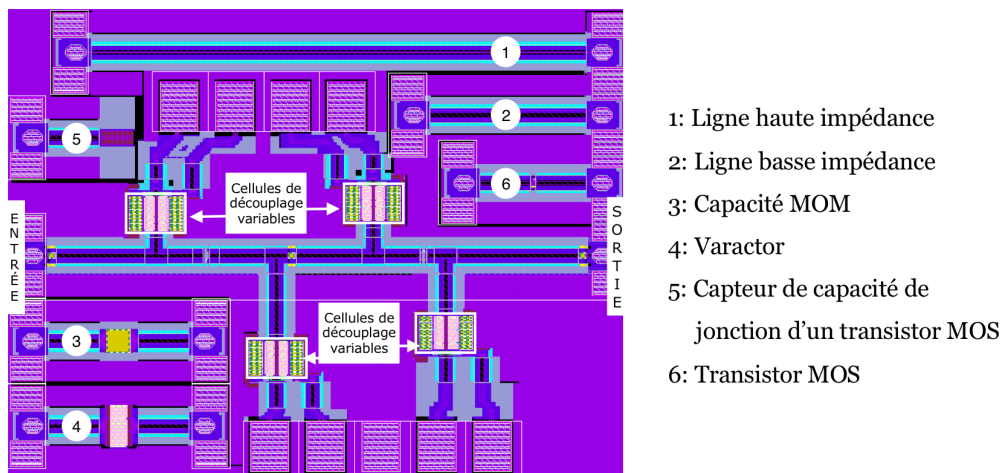 1
2
5
6
Cellules de
découplage
variables
ENTRÉE
SORTIE
Cellules de
découplage
variables
3
4
1: Ligne haute impédance
2: Ligne basse impédance
3: Capacité MOM
4: Varactor
5: Capteur de capacité de
jonction d'un transistor MOS
6: Transistor MOS